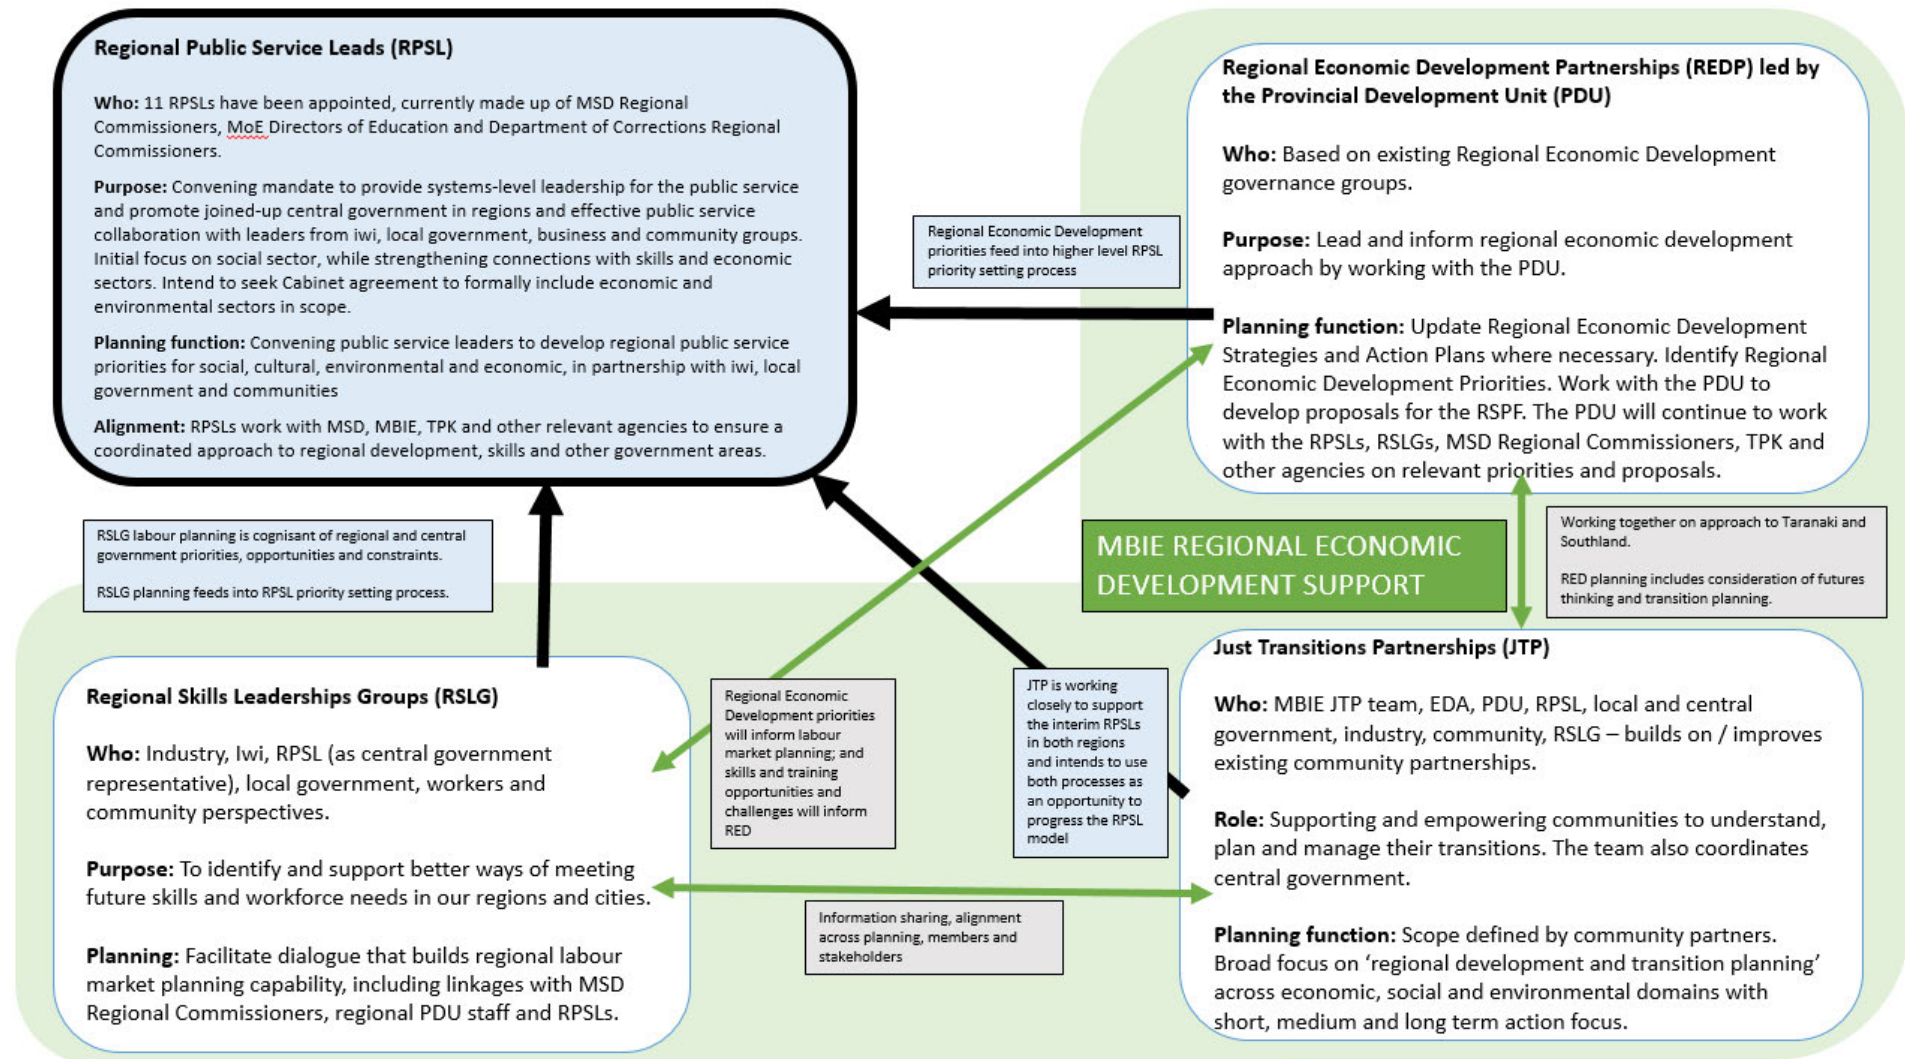 Regional Public Service Leads (RPSL)
Who: 11 RPSLs have been appointed, currently made up of MSD Regional
Commissioners, MoE Directors of Education and Department of Corrections Regional
Commissioners.
Purpose: Convening mandate to provide systems-level leadership for the public service
and promote joined-up central government in regions and effective public service
collaboration with leaders from iwi, local government, business and community groups.
Initial focus on social sector, while strengthening connections with skills and economic
sectors. Intend to seek Cabinet agreement to formally include economic and
environmental sectors in scope.
Planning function: Convening public service leaders to develop regional public service
priorities for social, cultural, environmental and economic, in partnership with iwi, local
government and communities
Alignment: RPSLs work with MSD, MBIE, TPK and other relevant agencies to ensure a
coordinated approach to regional development, skills and other government areas.
Regional Economic Development
priorities feed into higher level RPSL
priority setting process
Regional Economic Development Partnerships (REDP) led by
the Provincial Development Unit (PDU)
Who: Based on existing Regional Economic Development
governance groups.
Purpose: Lead and inform regional economic development
approach by working with the PDU.
Planning function: Update Regional Economic Development
Strategies and Action Plans where necessary. Identify Regional
Economic Development Priorities. Work with the PDU to
develop proposals for the RSPF. The PDU will continue to work
with the RPSLs, RSLGs, MSD Regional Commissioners, TPK and
other agencies on relevant priorities and proposals.
RSLG labour planning is cognisant of regional and central
government priorities, opportunities and constraints.
RSLG planning feeds into RPSL priority setting process.
MBIE REGIONAL ECONOMIC
DEVELOPMENT SUPPORT
Working together on approach to Taranaki and
Southland.
RED planning includes consideration of futures
thinking and transition planning.
Regional Skills Leaderships Groups (RSLG)
Who: Industry, Iwi, RPSL (as central government
representative), local government, workers and
community perspectives.
Purpose: To identify and support better ways of meeting
future skills and workforce needs in our regions and cities.
Planning: Facilitate dialogue that builds regional labour
market planning capability, including linkages with MSD
Regional Commissioners, regional PDU staff and RPSLs.
Regional Economic
Development priorities
will inform labour
market planning; and
skills and training
opportunities and
challenges will inform
RED
JTP is working
closely to support
the interim RPSLs
in both regions
and intends to use
both processes as
an opportunity to
progress the RPSL
model
Information sharing, alignment
across planning, members and
stakeholders
Just Transitions Partnerships (JTP)
Who: MBIE JTP team, EDA, PDU, RPSL, local and central
government, industry, community, RSLG – builds on / improves
existing community partnerships.
Role: Supporting and empowering communities to understand,
plan and manage their transitions. The team also coordinates
central government.
Planning function: Scope defined by community partners.
Broad focus on ‘regional development and transition planning’
across economic, social and environmental domains with
short, medium and long term action focus.